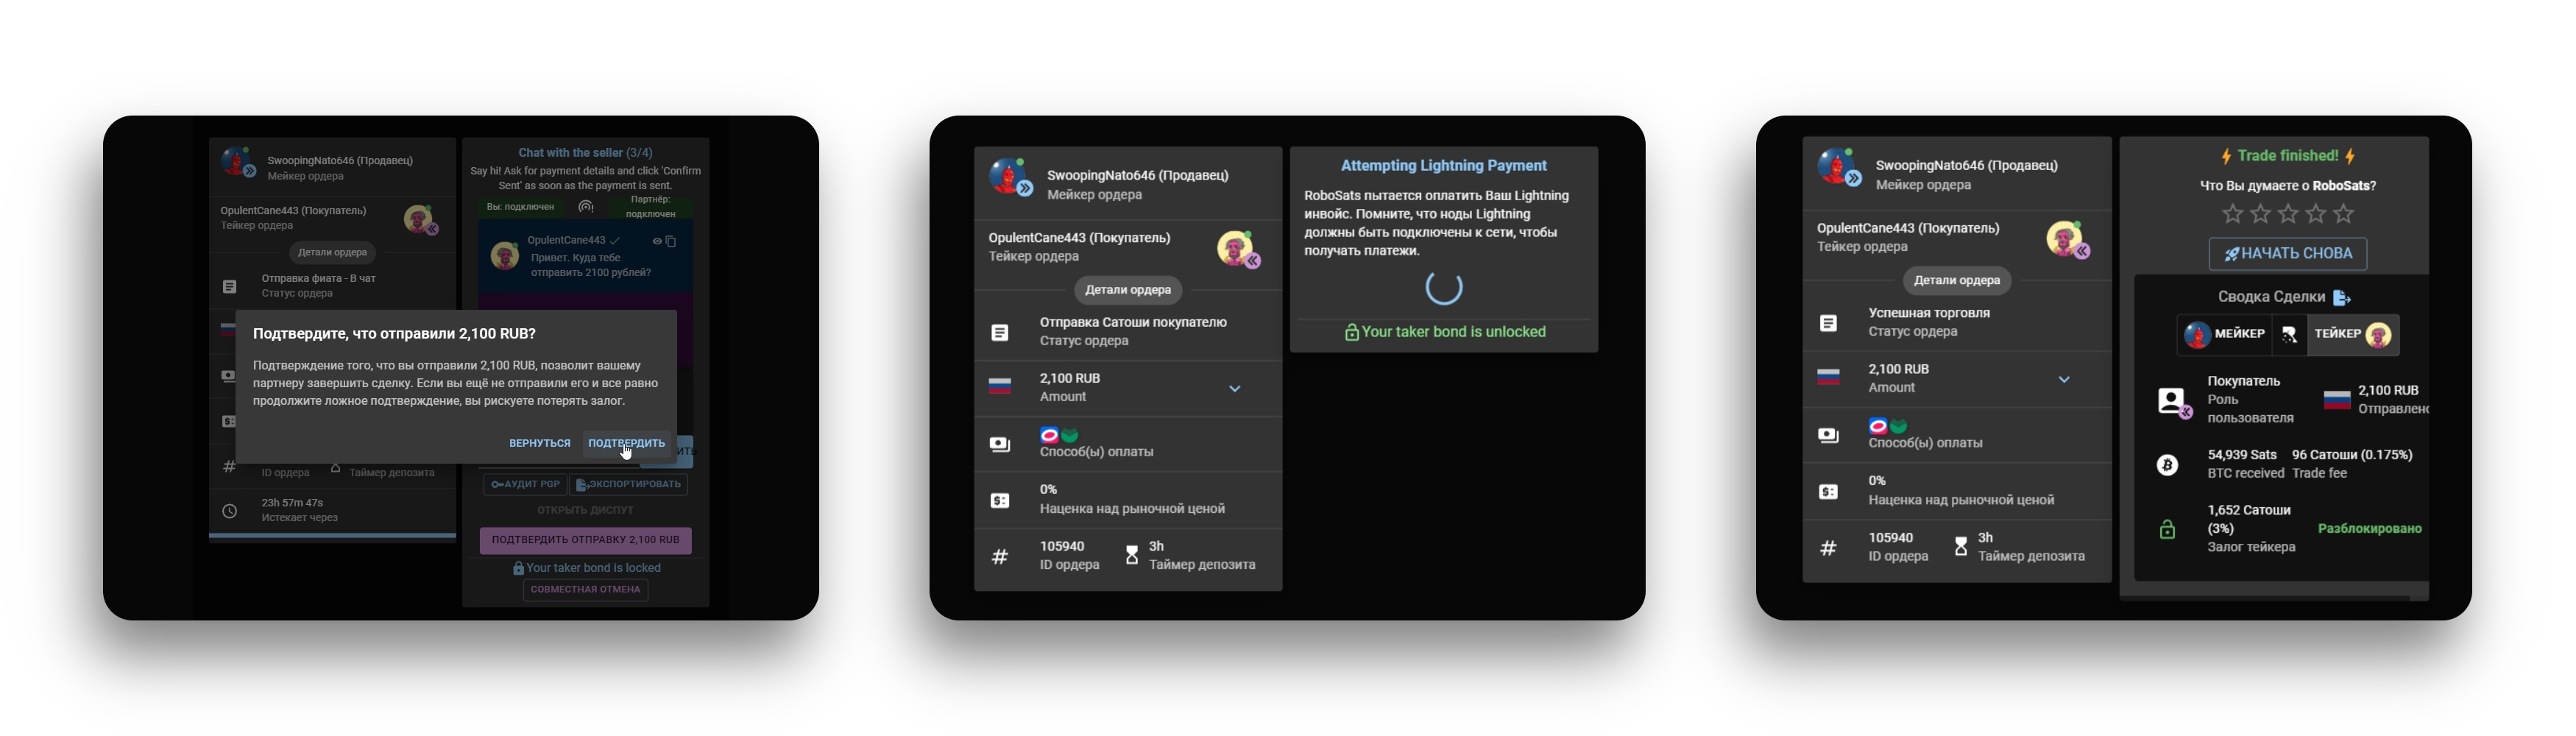 SwoopingNato646 (Продавец)
Мейкер ордера
OpulentCane443 (Покупатель)
Тейкер ордера
Детали ордера
Отправка фиата - В чат
Статус ордера
Chat with the seller (3/4)
Say hi! Ask for payment details and click 'Confirm
Sent' as soon as the payment is sent.
Вы: подключен
Партнёр:
подключен
OpulentCane443
Привет. Куда тебе
отправить 2100 рублей?
Подтвердите, что отправили 2,100 RUB?
Подтверждение того, что вы отправили 2,100 RUB, позволит вашему
партнеру завершить сделку. Если вы ещё не отправили его и все равно
продолжите ложное подтверждение, вы рискуете потерять залог.
ВЕРНУТЬСЯ
ПОДТВЕРДИТЬ
ID ордера
Таймер депозита
23h 57m 47s
Истекает через
АУДИТ PGP
ЭКСПОРТИРОВАТЬ
ОТКРЫТЬ ДИСПУТ
ПОДТВЕРДИТЬ ОТПРАВКУ 2,100 RUB
Your taker bond is locked
СОВМЕСТНАЯ ОТМЕНА
SwoopingNato646 (Продавец)
Мейкер ордера
OpulentCane443 (Покупатель)
Тейкер ордера
Детали ордера
Отправка Сатоши покупателю
Статус ордера
2,100 RUB
Amount
Способ(ы) оплаты
0%
Наценка над рыночной ценой
105940
ID ордера
3h
Таймер депозита
Attempting Lightning Payment
RoboSats пытается оплатить Ваш Lightning
инвойс. Помните, что ноды Lightning
должны быть подключены к сети, чтобы
получать платежи.
Your taker bond is unlocked
SwoopingNato646 (Продавец)
Мейкер ордера
OpulentCane443 (Покупатель)
Тейкер ордера
Детали ордера
Успешная торговля
Статус ордера
2,100 RUB
Amount
Способ(ы) оплаты
0%
Наценка над рыночной ценой
105940
ID ордера
3h
Таймер депозита
Trade finished!
Что Вы думаете о RoboSats?
НАЧАТЬ СНОВА
Сводка Сделки
МЕЙКЕР
ТЕЙКЕР
Покупатель
Роль
пользователя
2,100 RUB
Отправлено
54,939 Sats
BTC received
96 Сатоши (0.175%)
Trade fee
1,652 Сатоши
(3%)
Залог тейкера
Разблокировано